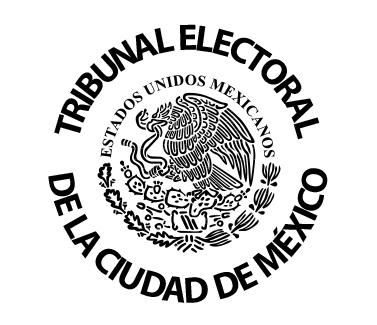 TRIBUNAL ELECTORAL
ESTADOS UNIDOS MEXICANOS
DE LA CIUDAD DE MÉXICO